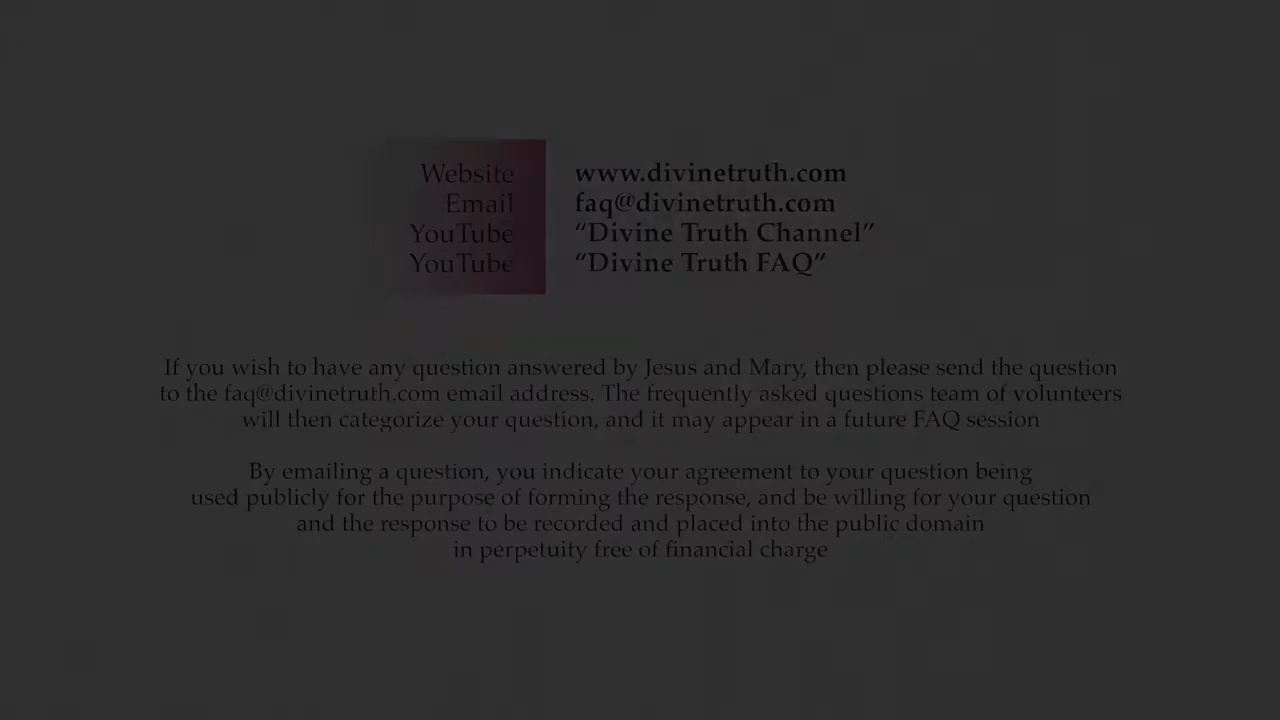 Website www.divinetruth.com
Email faq@divinetruth.com
YouTube “Divine Truth Channel”
YouTube “Divine Truth FAQ”
If you wish to have any question answered by Jesus and Mary, then please send the question
to the faq@divinetruth.com email address. The frequently asked questions team of volunteers
will then categorize your question, and it may appear in a future FAQ session
By emailing a question, you indicate your agreement to your question being
used publicly for the purpose of forming the response, and be willing for your question
and the response to be recorded and placed into the public domain
in perpetuity free of financial charge